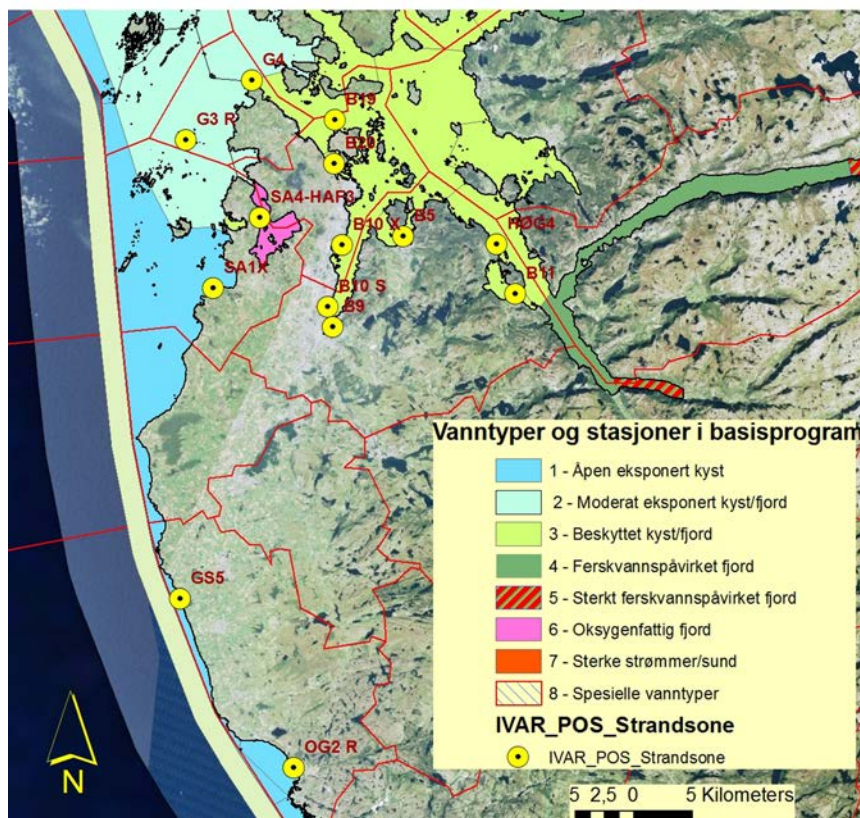 G4
B19
G3 R
B20
SA4-HAF3
B5
HØG4
B10 X
B11
SA1X
B10 S
B9
Vanntyper og stasjoner i basisprogram
1 - Åpen eksponert kyst
2 - Moderat eksponert kyst/fjord
3 - Beskyttet kyst/fjord
4 - Ferskvannspåvirket fjord
5 - Sterkt ferskvannspåvirket fjord
6 - Oksygenfattig fjord
7 - Sterke strømmer/sund
8 - Spesielle vanntyper
IVAR_POS_Strandsone
IVAR_POS_Strandsone
GS5
OG2 R
N
5 2,5 0 5 Kilometers